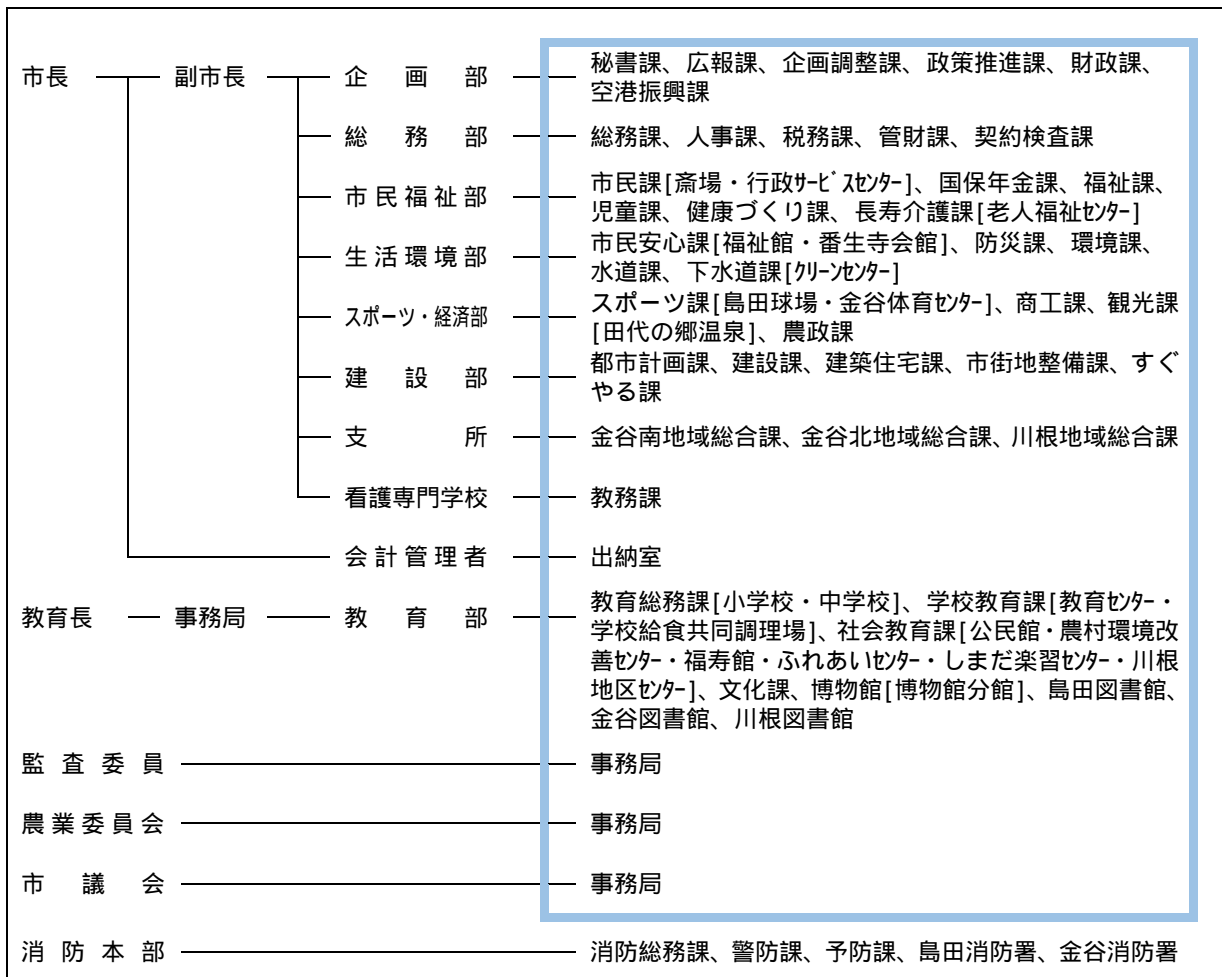 市長 副市長 企画部 秘書課、広報課、企画調整課、政策推進課、財政課、
空港振興課
総務部 総務課、人事課、税務課、管財課、契約検査課
市民福祉部 市民課[斎場・行政ｻｰﾋﾞｽｾﾝﾀｰ]、国保年金課、福祉課、
児童課、健康づくり課、長寿介護課[老人福祉ｾﾝﾀｰ]
生活環境部 市民安心課[福祉館・番生寺会館]、防災課、環境課、
水道課、下水道課[ｸﾘｰﾝｾﾝﾀｰ]
スポーツ・経済部 スポーツ課[島田球場・金谷体育ｾﾝﾀｰ]、商工課、観光課
[田代の郷温泉]、農政課
建設部 都市計画課、建設課、建築住宅課、市街地整備課、すぐ
やる課
支所 金谷南地域総合課、金谷北地域総合課、川根地域総合課
看護専門学校 教務課
会計管理者 出納室
教育長 事務局 教育部 教育総務課[小学校・中学校]、学校教育課[教育ｾﾝﾀｰ・
学校給食共同調理場]、社会教育課[公民館・農村環境改
善ｾﾝﾀｰ・福寿館・ふれあいｾﾝﾀｰ・しまだ楽習ｾﾝﾀｰ・川根
地区ｾﾝﾀｰ]、文化課、博物館[博物館分館]、島田図書館、
金谷図書館、川根図書館
監査委員 事務局
農業委員会 事務局
市議会 事務局
消防本部 消防総務課、警防課、予防課、島田消防署、金谷消防署